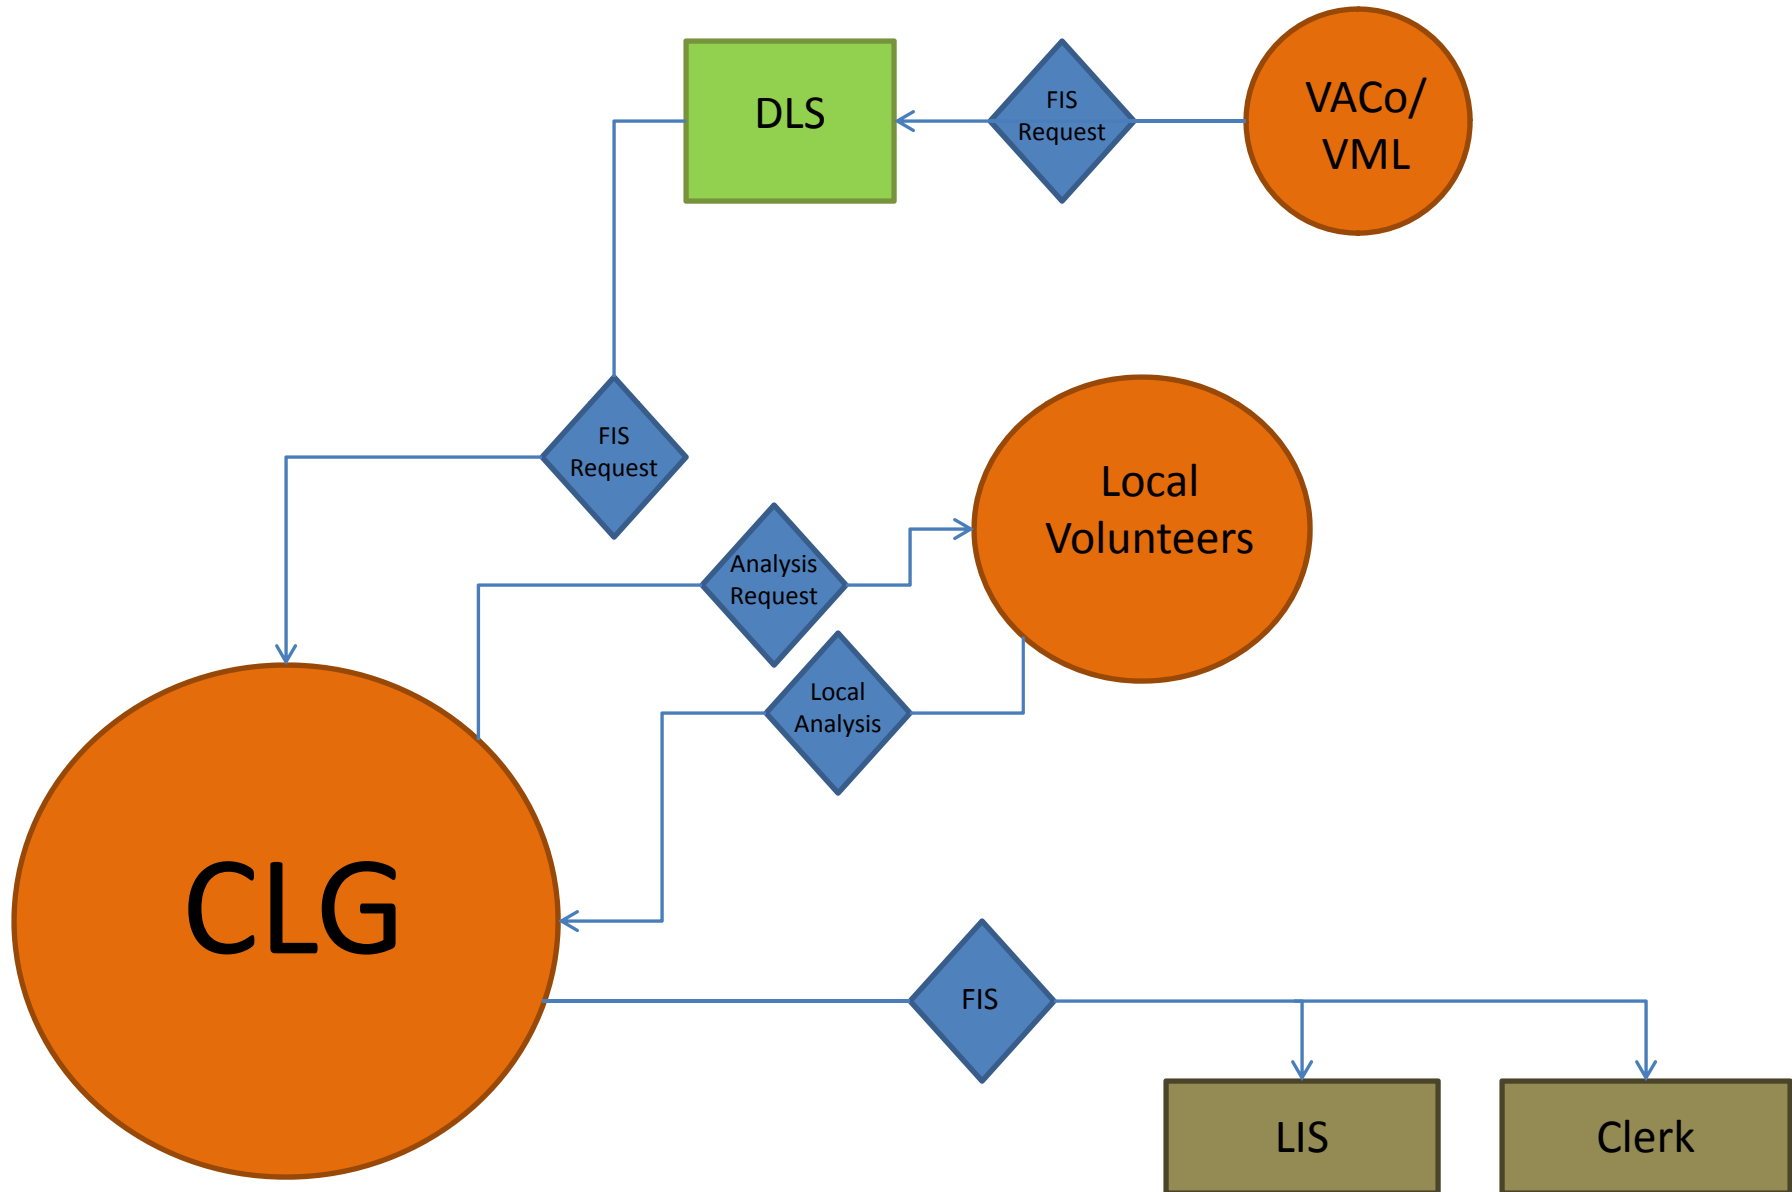 DLS
FIS
Request
VACo/
VML
FIS
Request
Local
Volunteers
Analysis
Request
Local
Analysis
CLG
FIS
LIS
Clerk